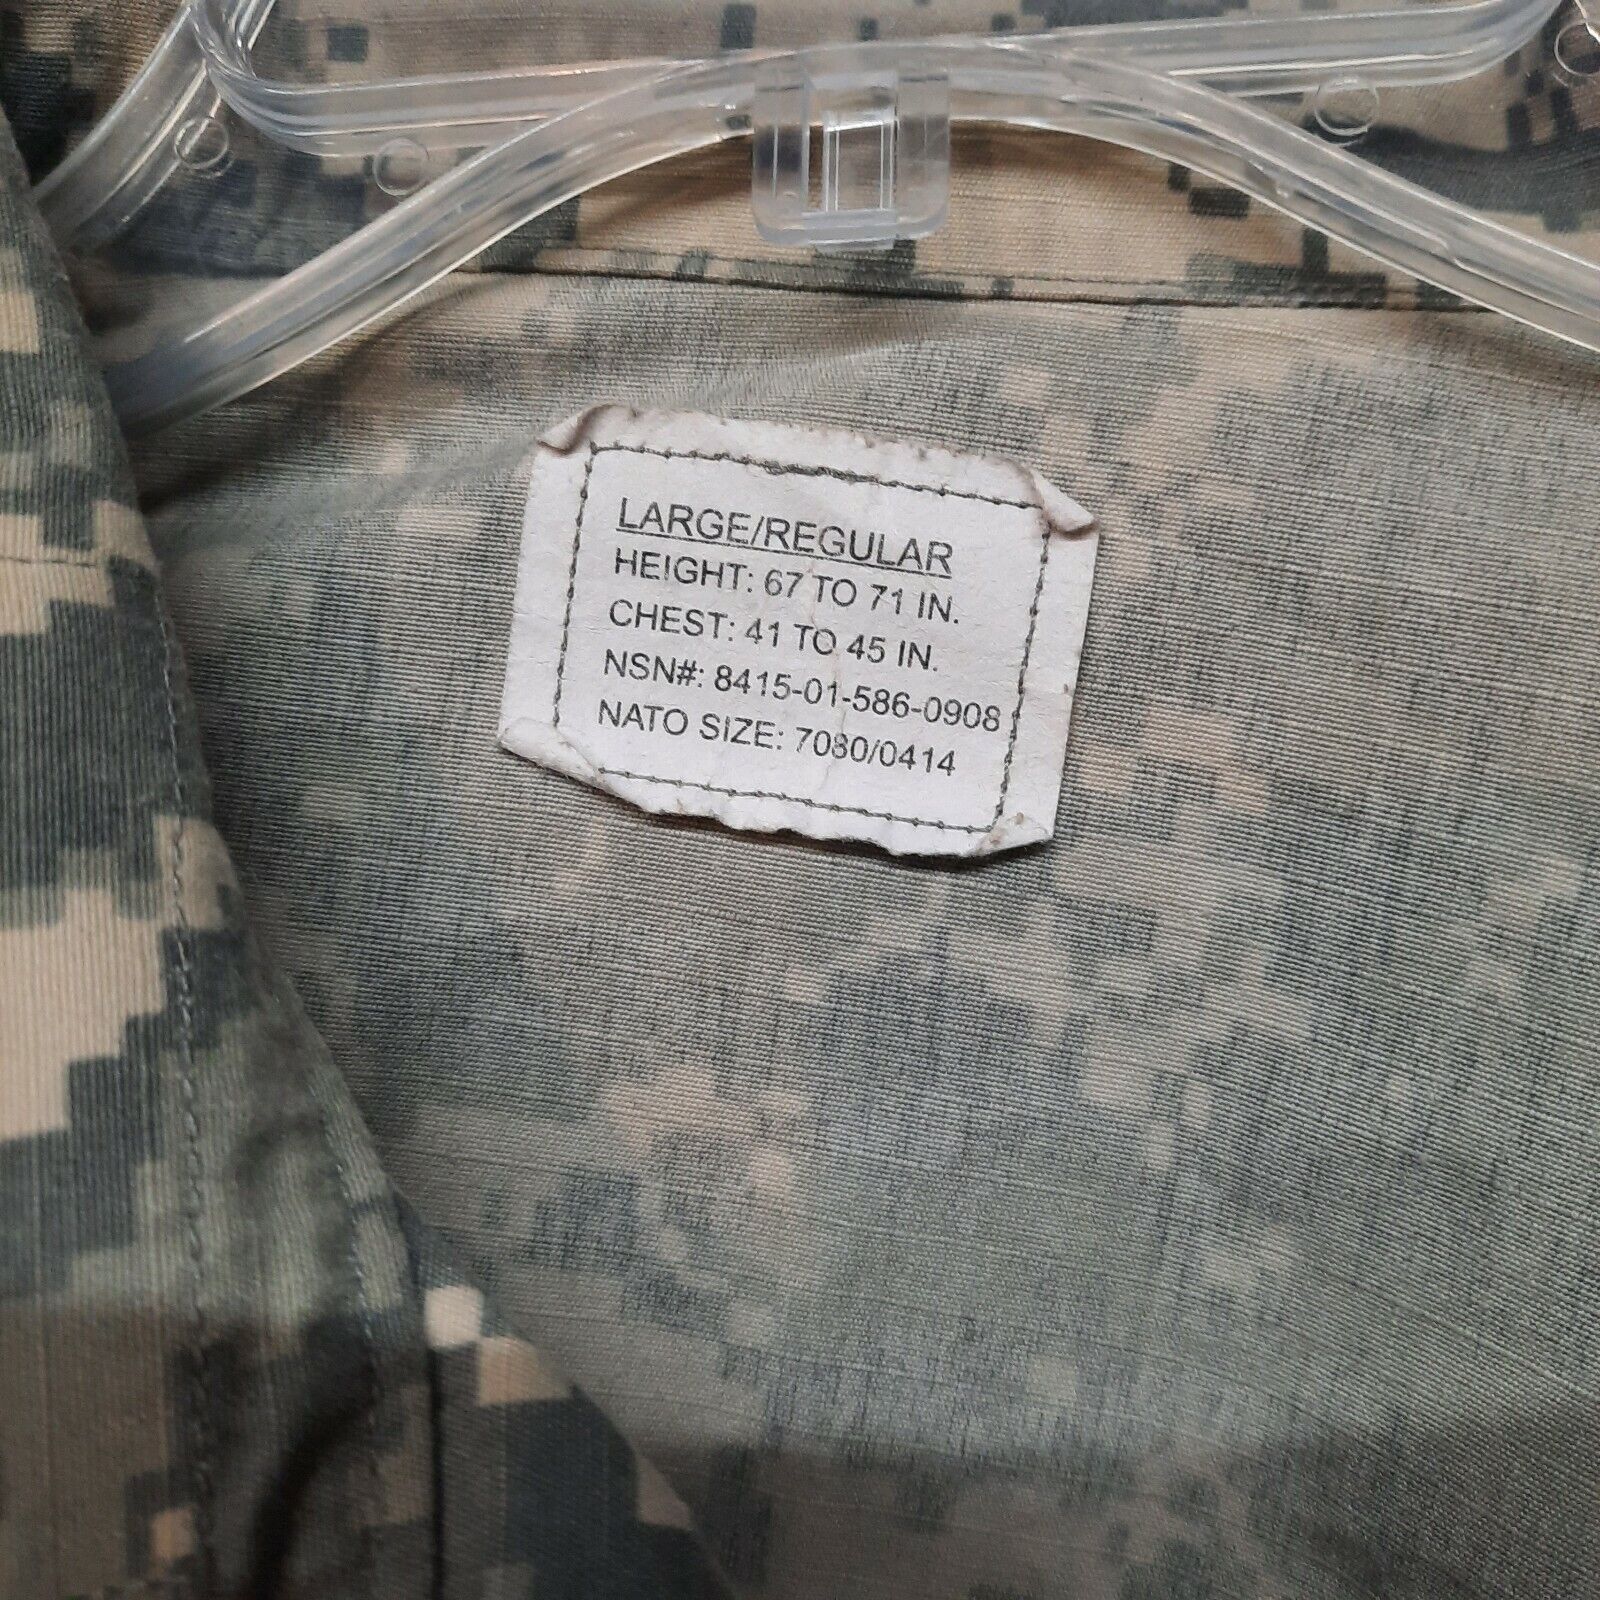 LARGE/REGULAR
HEIGHT: 67 TO 71 IN.
CHEST: 41 TO 45 IN.
NSN#: 8415-01-586-0908
NATO SIZE: 7080/0414